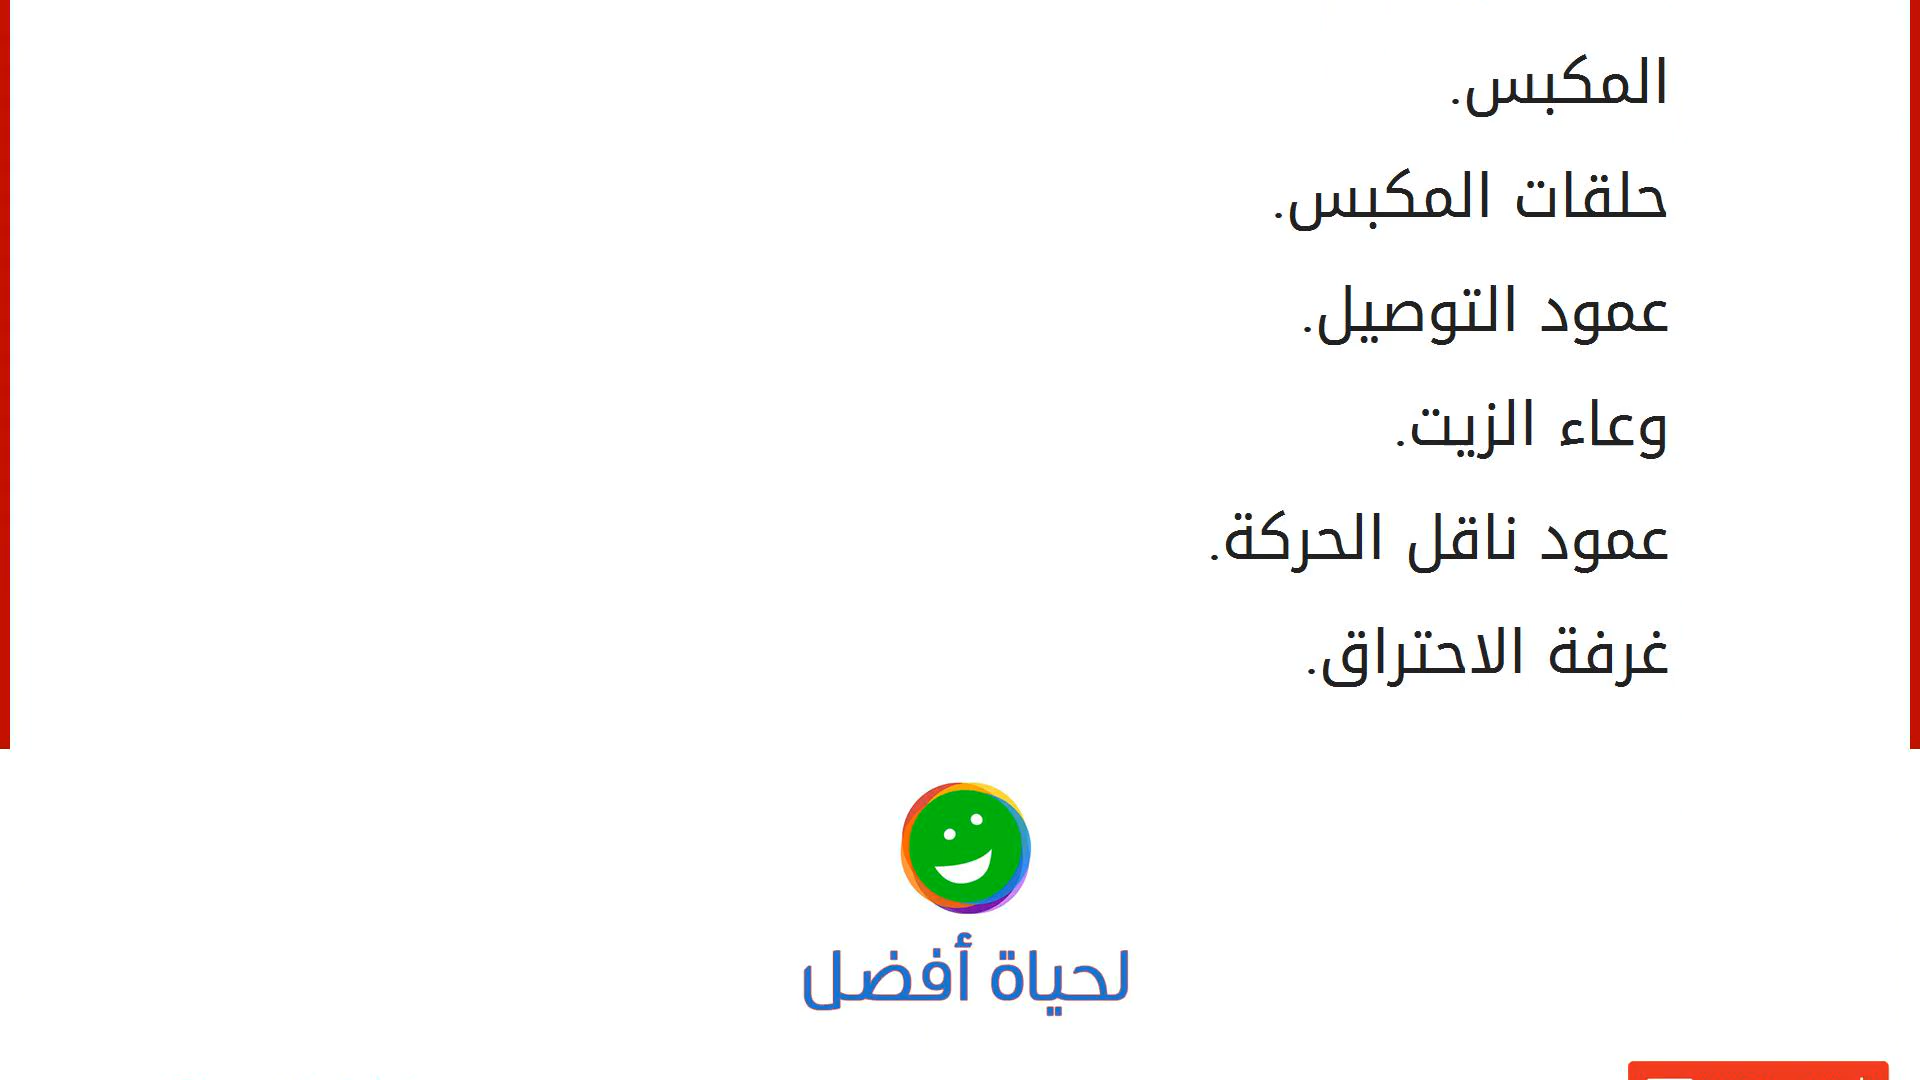 المكبس.
حلقات المكبس.
عمود التوصيل.
وعاء الزيت.
عمود ناقل الحركة.
غرفة الاحتراق.
لحياة أفضل